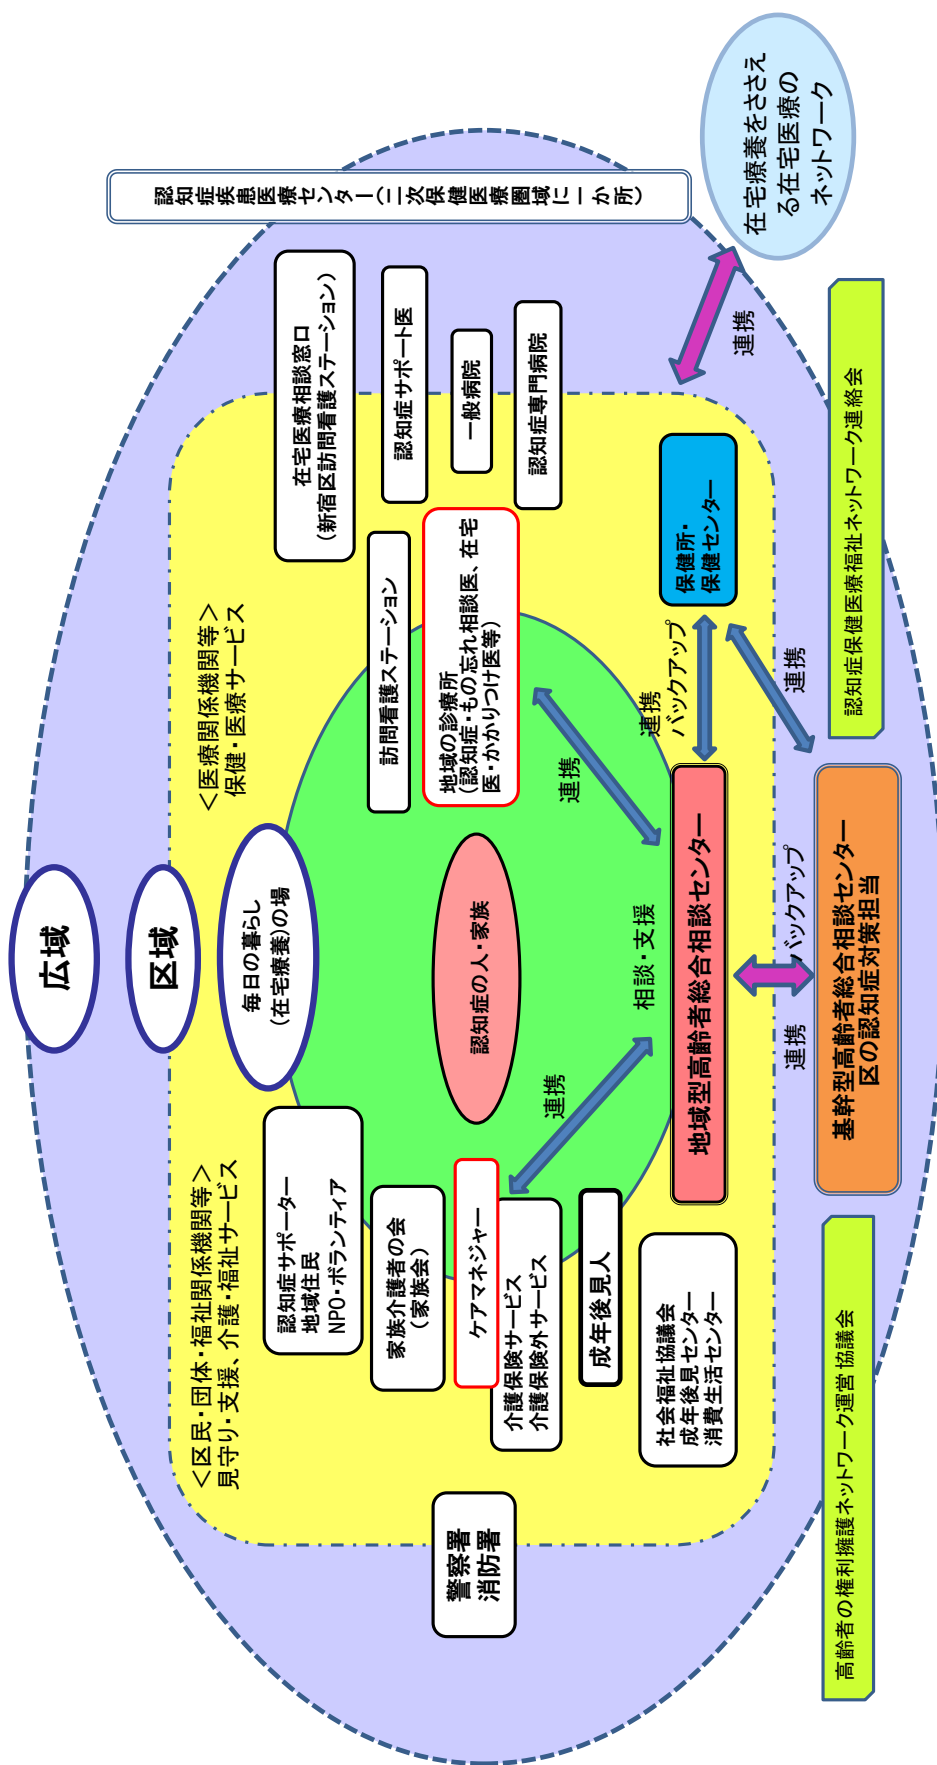 広域
区域
毎日の暮らし
(在宅療養)の場
＜区民・団体・福祉関係機関等＞
見守り・支援、介護・福祉サービス
＜医療関係機関等＞
保健・医療サービス
認知症サポーター
地域住民
NPO・ボランティア
家族介護者の会
(家族会)
ケアマネジャー
介護保険サービス
介護保険外サービス
成年後見人
社会福祉協議会
成年後見センター
消費生活センター
警察署
消防署
認知症の人・家族
訪問看護ステーション
地域の診療所
(認知症・もの忘れ相談医、在宅
医・かかりつけ医等)
在宅医療相談窓口
(新宿区訪問看護ステーション)
認知症サポート医
一般病院
認知症専門病院
認知症疾患医療センター(二次保健医療圏域に一か所)
連携
相談・支援
連携
地域型高齢者総合相談センター
連携
バックアップ
保健所・
保健センター
連携
在宅療養をささえ
る在宅医療の
ネットワーク
連携
バックアップ
連携
基幹型高齢者総合相談センター
区の認知症対策担当
高齢者の権利擁護ネットワーク運営協議会
認知症保健医療福祉ネットワーク連絡会